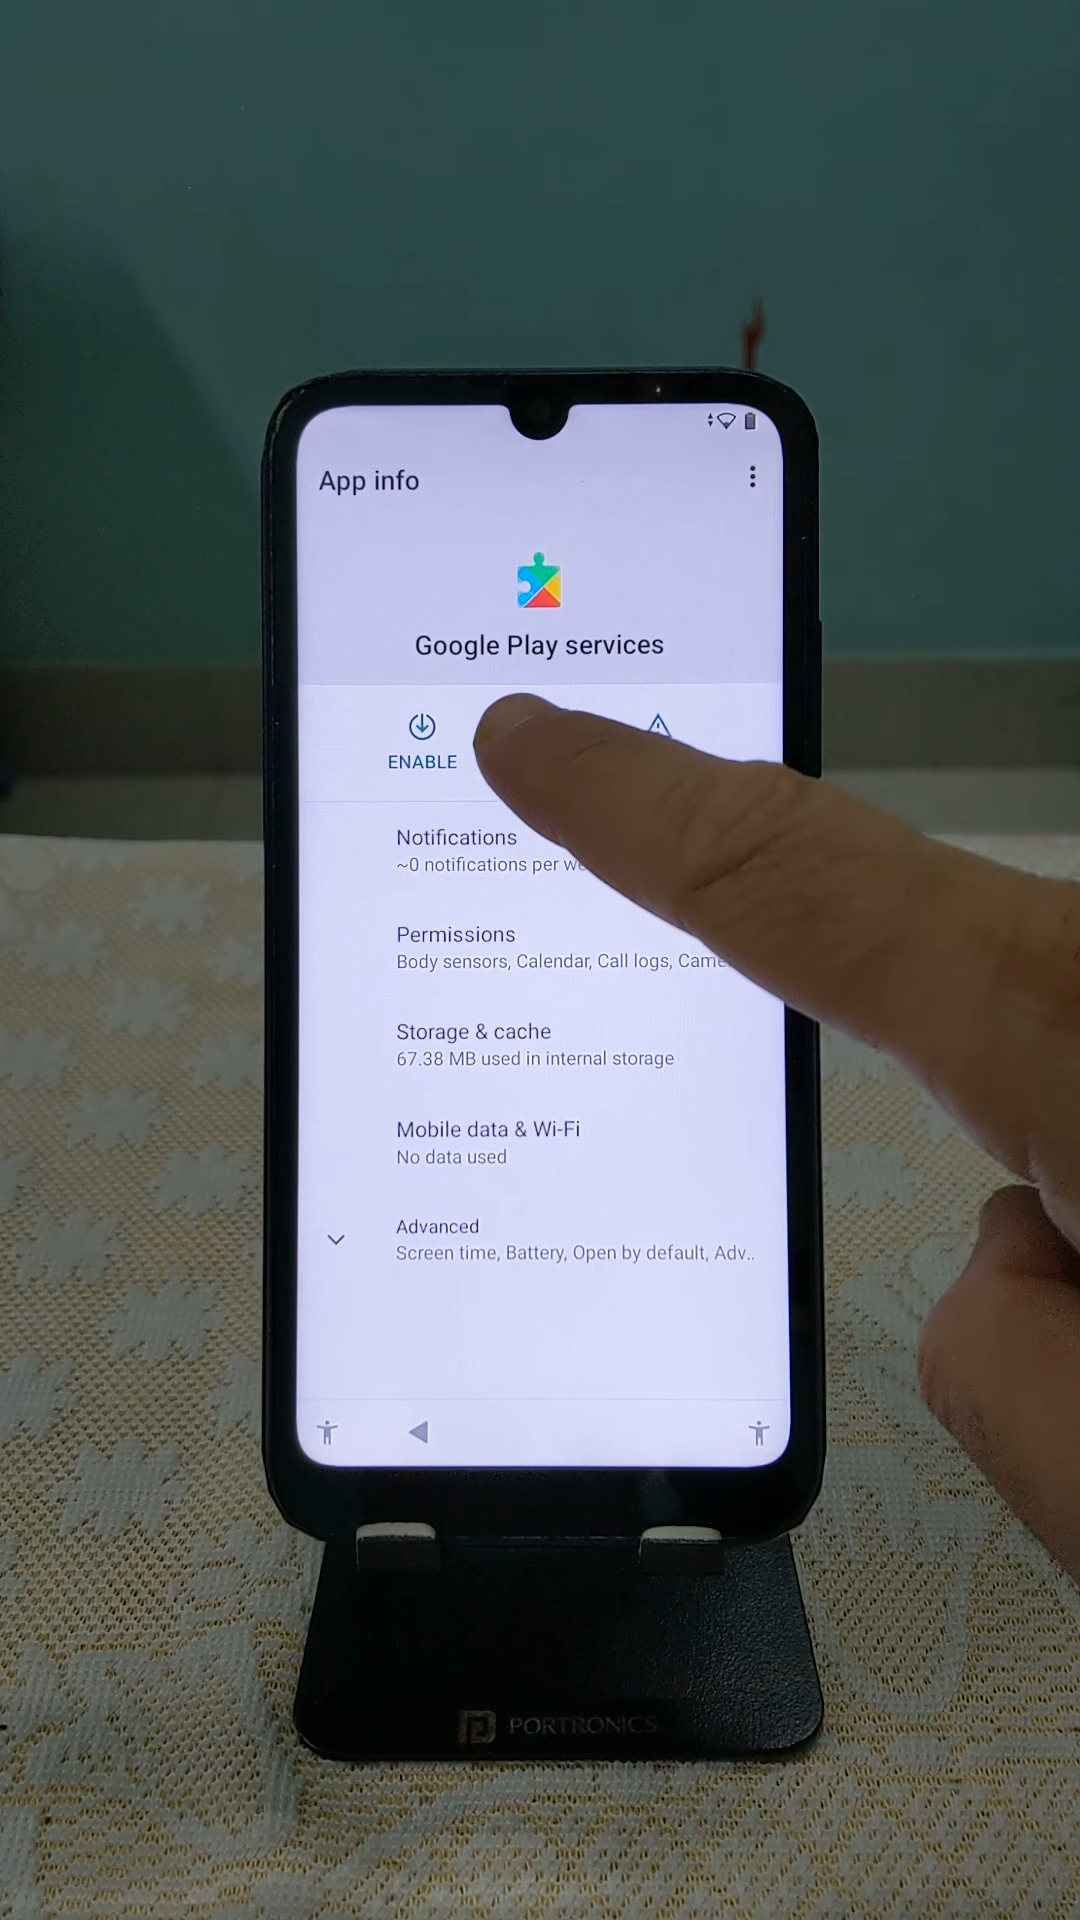 App info
Google Play services
ENABLE
Notifications
~0 notifications per
Permissions
Body sensors, Calendar, Call logs, Came
Storage & cache
67.38 MB used in internal storage
Mobile data & Wi-Fi
No data used
Advanced
Screen time, Battery, Open by default, Adv..
PORTRONICS